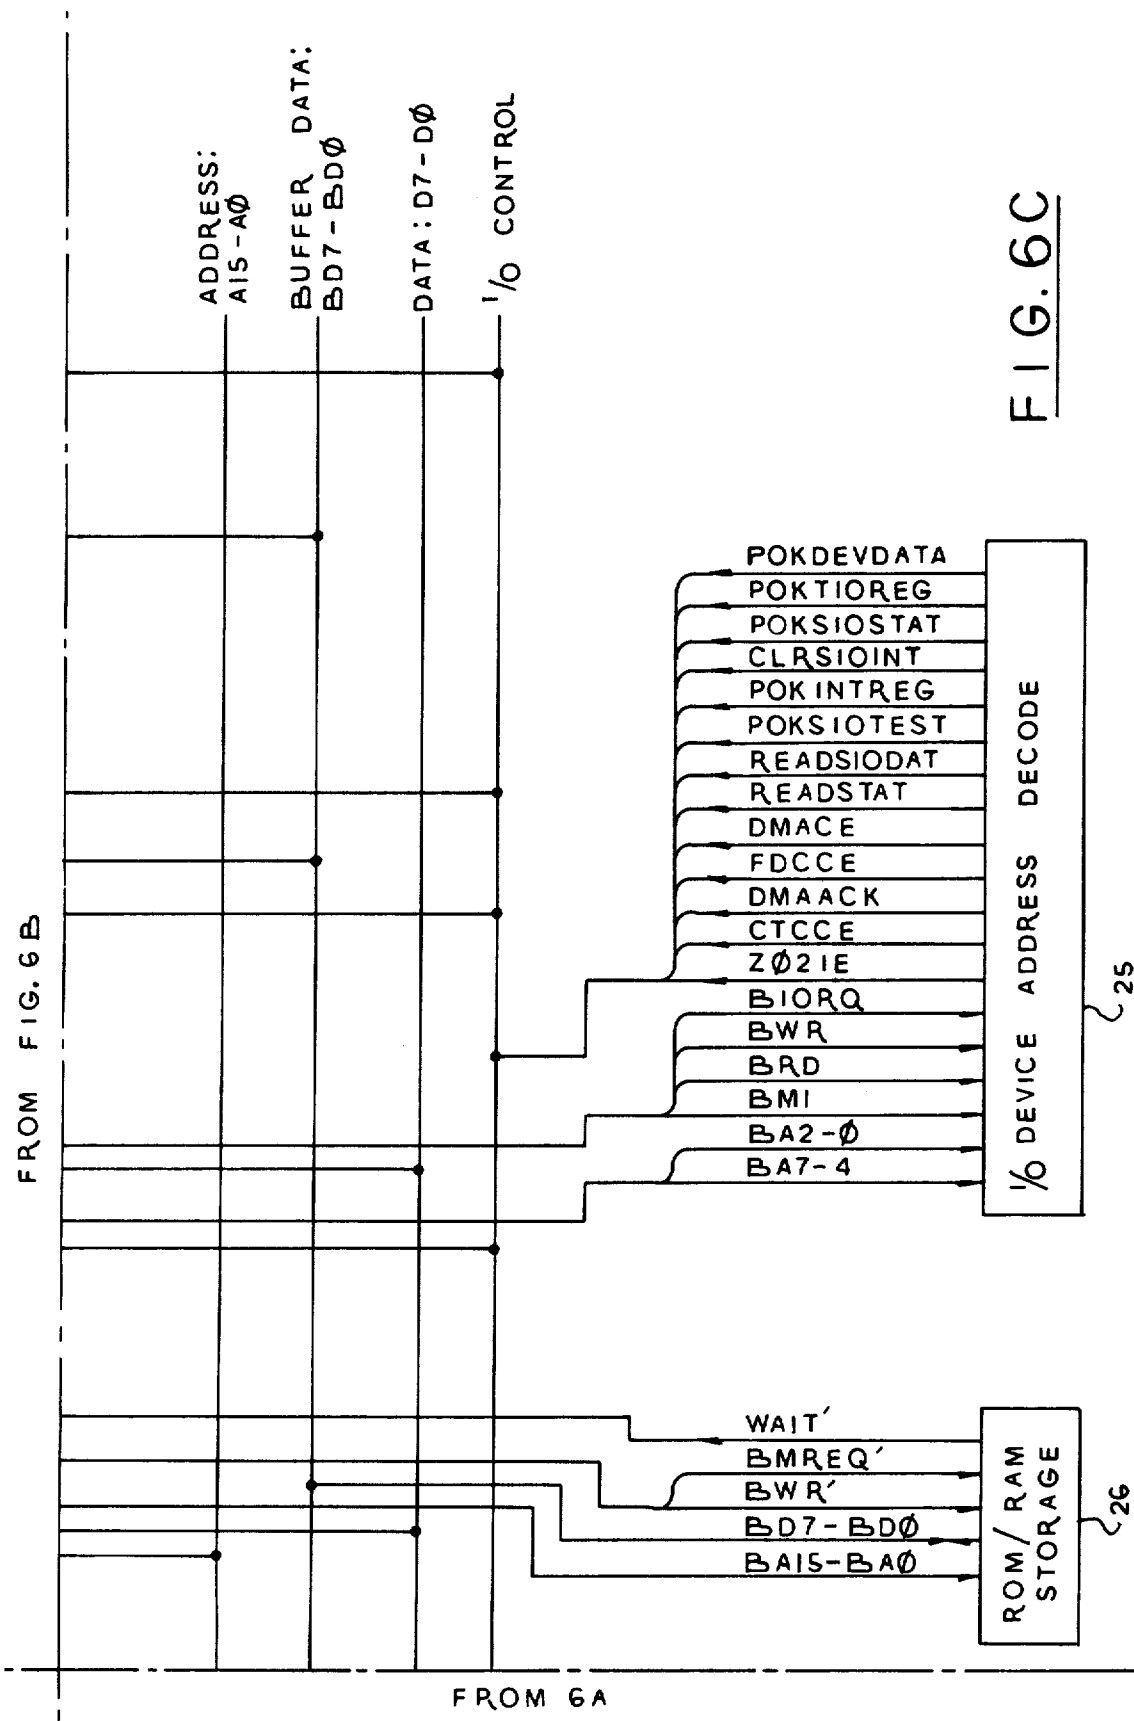 FROM FIG. 6B
ADDRESS:
A15-AØ
BUFFER DATA:
BD7-BDØ
DATA:D7-DØ
I/O CONTROL
POKDEVDATA
POKTIOREG
POKSIOSTAT
CLRSIOINT
POKINTREG
POKSIOTEST
READSIODAT
READSTAT
DMACE
FDCCE
DMAACK
CTCCE
ZØ21E
BIORQ
BWR
BRD
BM1
BA2-Ø
BA7-4
I/O DEVICE ADDRESS DECODE
25
WAIT'
BMREQ'
BWR'
BD7-BDØ
BA15-BAØ
ROM/RAM
STORAGE
26
FROM 6A
FIG. 6C